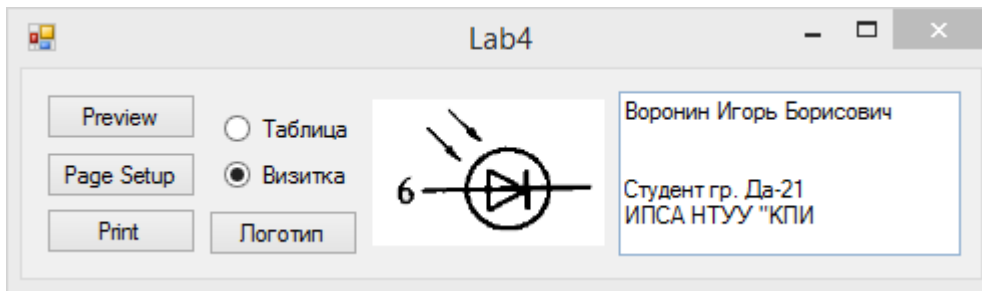 Lab4
Preview
Page Setup
Print
Таблица
Визитка
Логотип
6
Воронин Игорь Борисович
Студент гр. Да-21
ИПСА НТУУ "КПИ